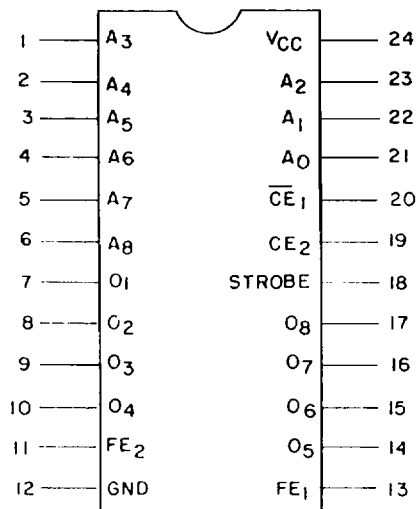 1 A3 VCC 24
2 A4 A2 23
3 A5 A1 22
4 A6 A0 21
5 A7 C̅E̅1 20
6 A8 CE2 19
7 O1 STROBE 18
8 O2 O8 17
9 O3 O7 16
10 O4 O6 15
11 FE2 O5 14
12 GND FE1 13